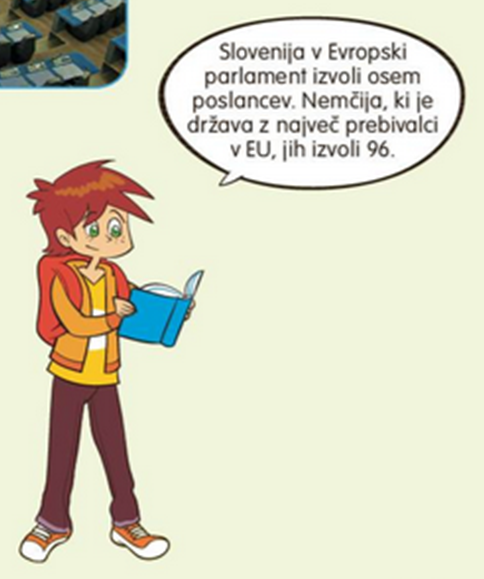 Slovenija v Evropski
parlament izvoli osem
poslancev. Nemčija, ki je
država z največ prebivalci
v EU, jih izvoli 96.